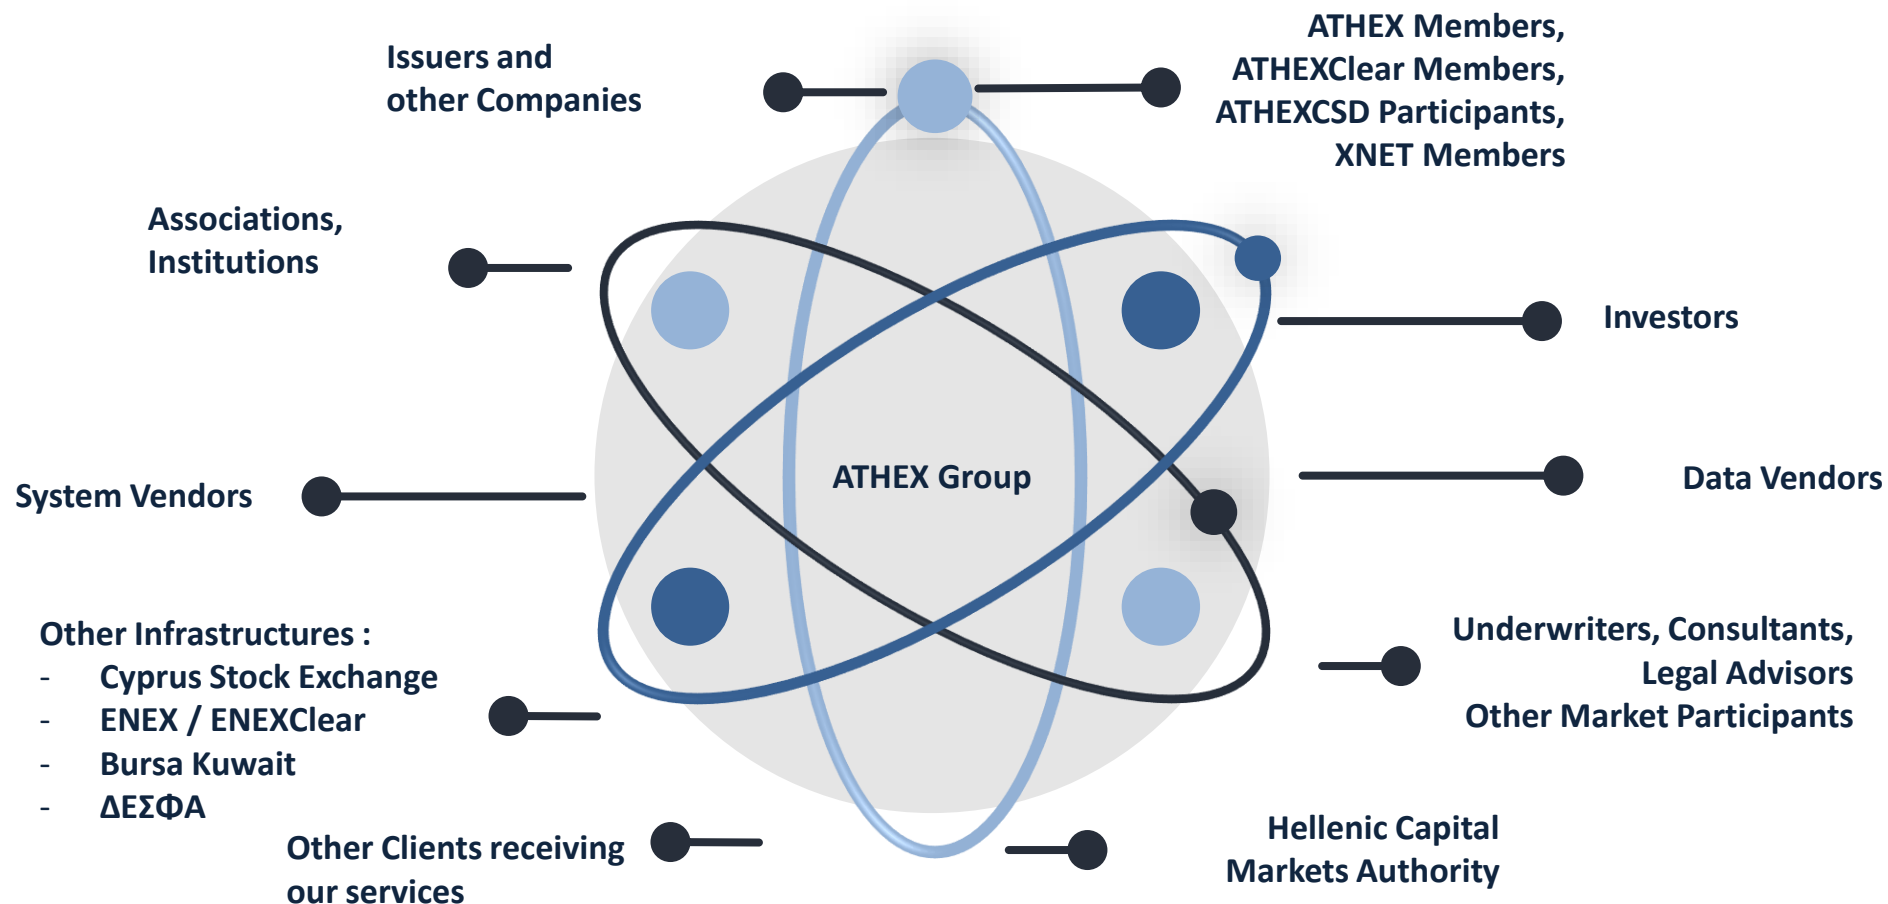 Issuers and
other Companies
ATHEX Members,
ATHEXClear Members,
ATHEXCSD Participants,
XNET Members
Associations,
Institutions
Investors
ATHEX Group
System Vendors
Data Vendors
Other Infrastructures :
- Cyprus Stock Exchange
- ENEX / ENEXClear
- Bursa Kuwait
- ΔΕΣΦΑ
Underwriters, Consultants,
Legal Advisors
Other Market Participants
Other Clients receiving
our services
Hellenic Capital
Markets Authority